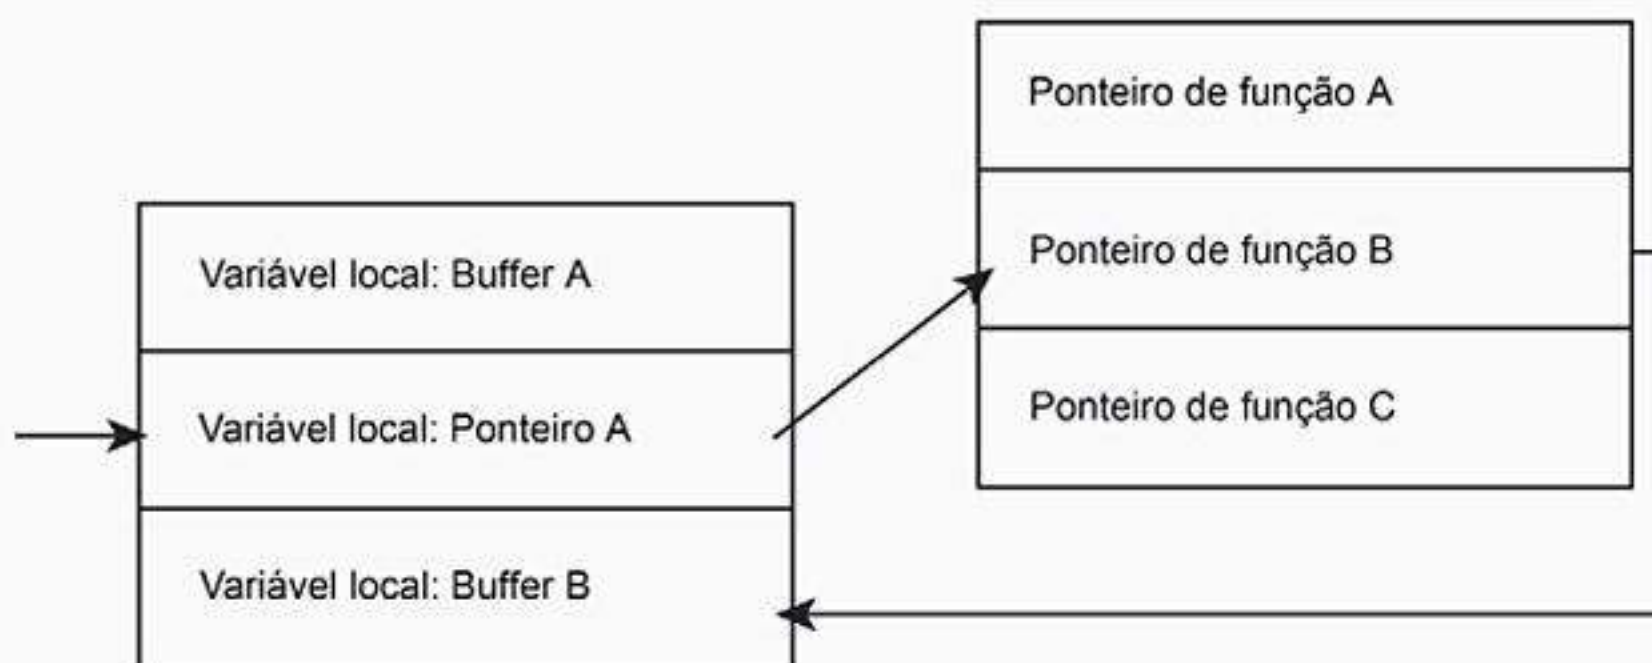 Ponteiro de função A
Ponteiro de função B
Ponteiro de função C
Variável local: Buffer A
Variável local: Ponteiro A
Variável local: Buffer B